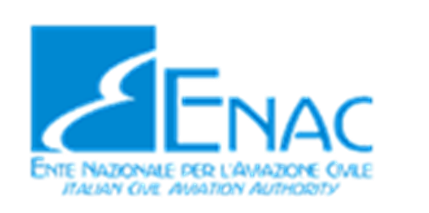 ENAC
ENTE NAZIONALE PER L'AVIAZIONE CIVILE
ITALIAN CIVIL AVIATION AUTHORITY